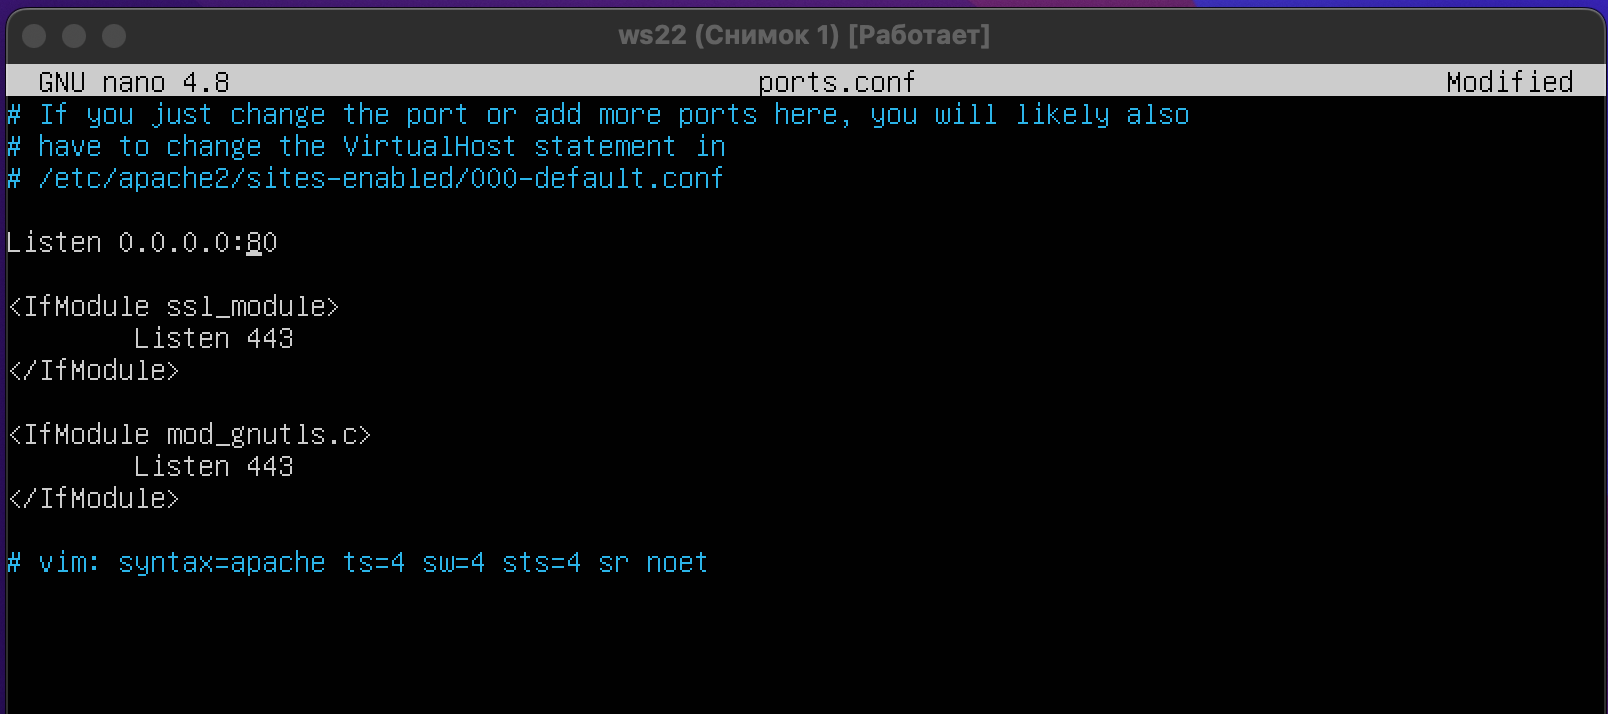 ws22 (Снимок 1) [Работает]
GNU nano 4.8 ports.conf Modified
# If you just change the port or add more ports here, you will likely also
# have to change the VirtualHost statement in
# /etc/apache2/sites-enabled/000-default.conf
Listen 0.0.0.0:80
<IfModule ssl_module>
Listen 443
</IfModule>
<IfModule mod_gnutls.c>
Listen 443
</IfModule>
# vim: syntax=apache ts=4 sw=4 sts=4 sr noet